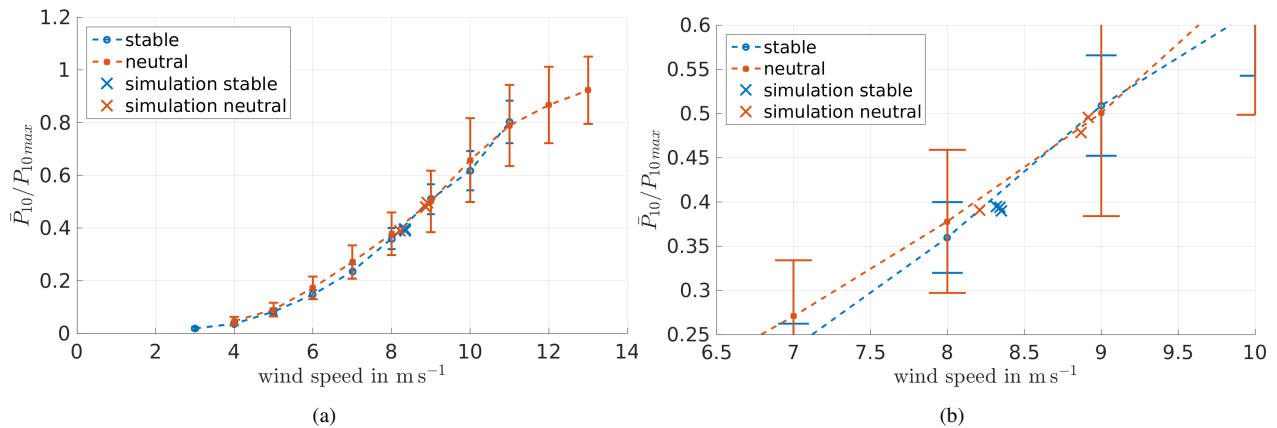 1.2
1
0.8
0.6
0.4
0.2
0
0 2 4 6 8 10 12 14
P̄₁₀/P₁₀ₘₐₓ
wind speed in m s⁻¹
stable
neutral
simulation stable
simulation neutral
(a)
0.6
0.55
0.5
0.45
0.4
0.35
0.3
0.25
6.5 7 7.5 8 8.5 9 9.5 10
P̄₁₀/P₁₀ₘₐₓ
wind speed in m s⁻¹
stable
neutral
simulation stable
simulation neutral
(b)